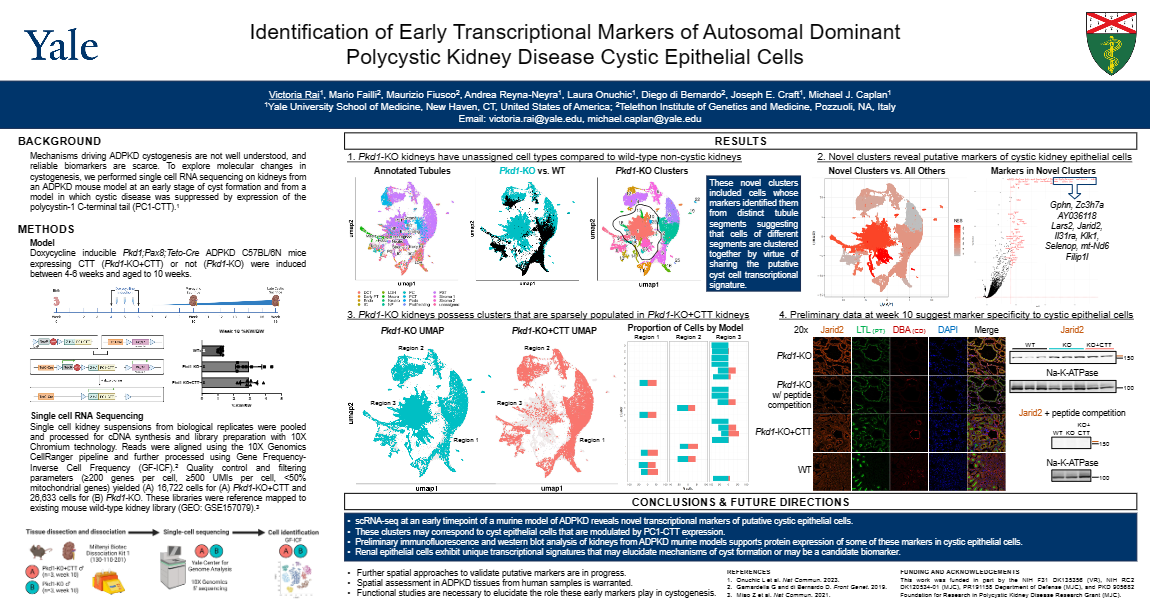 Yale
Identification of Early Transcriptional Markers of Autosomal Dominant
Polycystic Kidney Disease Cystic Epithelial Cells
Victoria Rai¹, Mario Failli², Maurizio Fiusco², Andrea Reyna-Neyra¹, Laura Onuchic¹, Diego di Bernardo², Joseph E. Craft¹, Michael J. Caplan¹
¹Yale University School of Medicine, New Haven, CT, United States of America; ²Telethon Institute of Genetics and Medicine, Pozzuoli, NA, Italy
Email: victoria.rai@yale.edu, michael.caplan@yale.edu
BACKGROUND
Mechanisms driving ADPKD cystogenesis are not well understood, and
reliable biomarkers are scarce. To explore molecular changes in
cystogenesis, we performed single cell RNA sequencing on kidneys from
an ADPKD mouse model at an early stage of cyst formation and from a
model in which cystic disease was suppressed by expression of the
polycystin-1 C-terminal tail (PC1-CTT).¹
METHODS
Model
Doxycycline inducible Pkd1;Pax8;Teto-Cre ADPKD C57BL/6N mice
expressing CTT (Pkd1-KO+CTT) or not (Pkd1-KO) were induced
between 4-6 weeks and aged to 10 weeks.
Week 10 %KW/BW
WT
Pkd1-KO
Pkd1-KO+CTT
%KW/BW
Single cell RNA Sequencing
Single cell kidney suspensions from biological replicates were pooled
and processed for cDNA synthesis and library preparation with 10X
Chromium technology. Reads were aligned using the 10X Genomics
CellRanger pipeline and further processed using Gene Frequency-
Inverse Cell Frequency (GF-ICF).² Quality control and filtering
parameters (≥200 genes per cell, ≥500 UMIs per cell, <50%
mitochondrial genes) yielded (A) 16,722 cells for (A) Pkd1-KO+CTT and
26,633 cells for (B) Pkd1-KO. These libraries were reference mapped to
existing mouse wild-type kidney library (GEO: GSE157079).³
Tissue dissection and dissociation
Single-cell sequencing
Cell identification
GF-ICF
Miltenyi Biotec
Dissociation Kit 1
(130-110-201)
A
Pkd1-KO+CTT ♂
(n=3, week 10)
B
Pkd1-KO ♂
(n=3, week 10)
A B
Yale Center for
Genome Analysis
10X Genomics
3' sequencing
A B
RESULTS
1. Pkd1-KO kidneys have unassigned cell types compared to wild-type non-cystic kidneys
Annotated Tubules
Pkd1-KO vs. WT
Pkd1-KO Clusters
umap2
umap1
umap2
umap1
umap2
umap1
These novel clusters
included cells whose
markers identified them
from distinct tubule
segments suggesting
that cells of different
segments are clustered
together by virtue of
sharing the putative
cyst cell transcriptional
signature.
2. Novel clusters reveal putative markers of cystic kidney epithelial cells
Novel Clusters vs. All Others
Markers in Novel Clusters
Gphn, Zc3h7a
AY036118
Lars2, Jarid2,
Il31ra, Klk1,
Selenop, mt-Nd6
Filip1l
3. Pkd1-KO kidneys possess clusters that are sparsely populated in Pkd1-KO+CTT kidneys
Pkd1-KO UMAP
Pkd1-KO+CTT UMAP
Proportion of Cells by Model
Region 2
Region 3
Region 1
Region 2
Region 3
Region 1
Region 1
Region 2
Region 3
umap2
umap1
umap1
4. Preliminary data at week 10 suggest marker specificity to cystic epithelial cells
20x
Jarid2
LTL (PT)
DBA (CD)
DAPI
Merge
Pkd1-KO
Pkd1-KO
w/ peptide
competition
Pkd1-KO+CTT
WT
Jarid2
WT
KO
KO+CTT
150
Na-K-ATPase
100
Jarid2 + peptide competition
KO+
WT KO CTT
150
Na-K-ATPase
100
CONCLUSIONS & FUTURE DIRECTIONS
• scRNA-seq at an early timepoint of a murine model of ADPKD reveals novel transcriptional markers of putative cystic epithelial cells.
• These clusters may correspond to cyst epithelial cells that are modulated by PC1-CTT expression.
• Preliminary immunofluorescence and western blot analysis of kidneys from ADPKD murine models supports protein expression of some of these markers in cystic epithelial cells.
• Renal epithelial cells exhibit unique transcriptional signatures that may elucidate mechanisms of cyst formation or may be a candidate biomarker.
• Further spatial approaches to validate putative markers are in progress.
• Spatial assessment in ADPKD tissues from human samples is warranted.
• Functional studies are necessary to elucidate the role these early markers play in cystogenesis.
REFERENCES
1. Onuchic L et al. Nat Commun. 2023.
2. Gambardella G and di Bernardo D. Front Genet. 2019.
3. Miao Z et al. Nat Commun. 2021.
FUNDING AND ACKNOWLEDGEMENTS
This work was funded in part by the NIH F31 DK135356 (VR), NIH RC2
DK120534-01 (MJC), PR191155 Department of Defense (MJC), and PKD 905682
Foundation for Research in Polycystic Kidney Disease Research Grant (MJC).